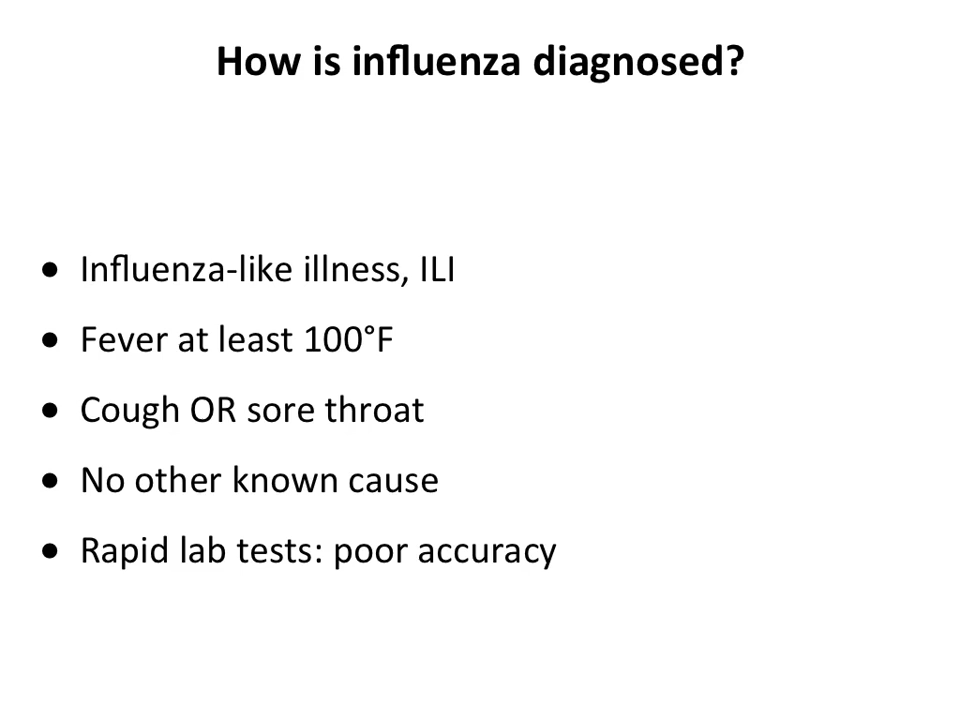 How is influenza diagnosed?
• Influenza-like illness, ILI
• Fever at least 100°F
• Cough OR sore throat
• No other known cause
• Rapid lab tests: poor accuracy